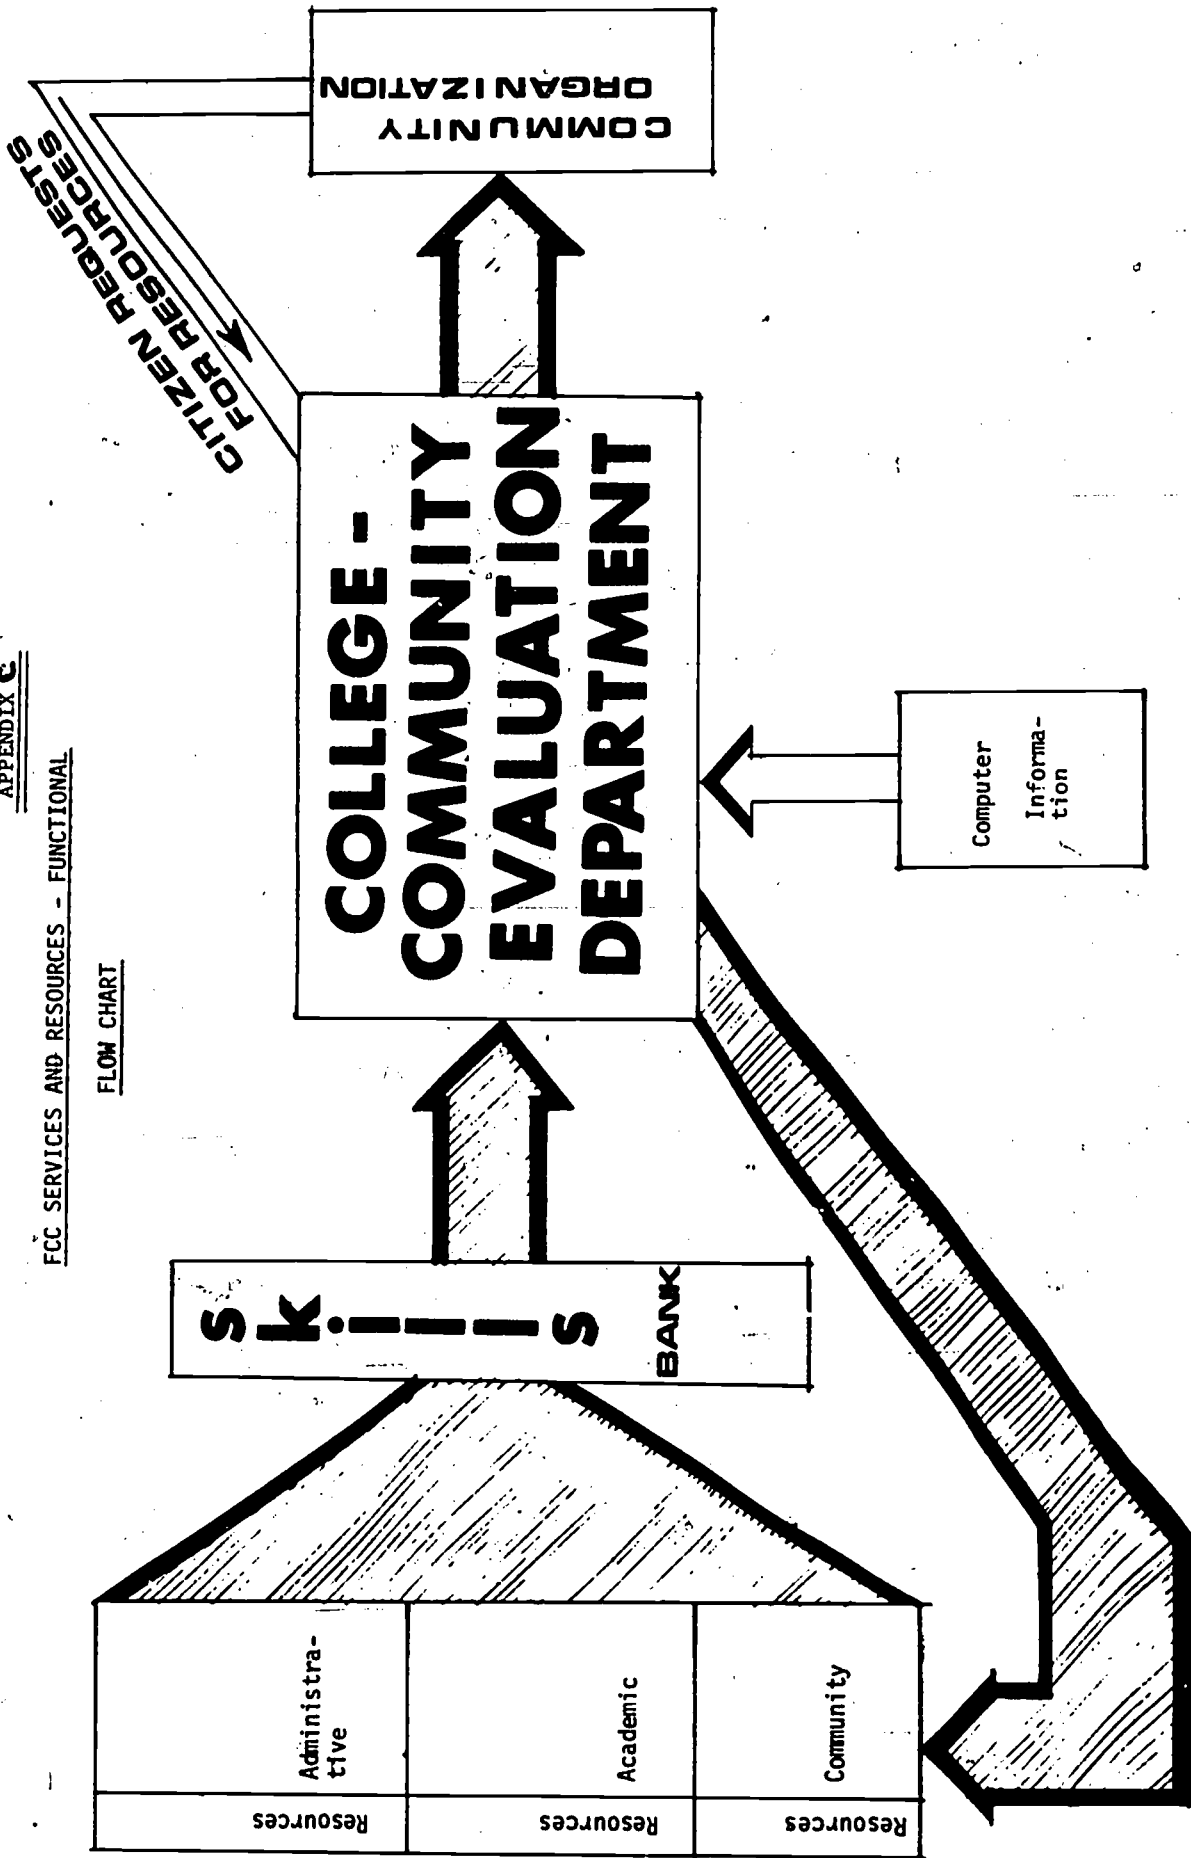 APPENDIX C
FCC SERVICES AND RESOURCES - FUNCTIONAL
FLOW CHART
Resources
Administra-
tive
Resources
Academic
Resources
Community
skills
BANK
COLLEGE -
COMMUNITY
EVALUATION
DEPARTMENT
Computer
Informa-
tion
CITIZEN REQUESTS
FOR RESOURCES
COMMUNITY
ORGANIZATION